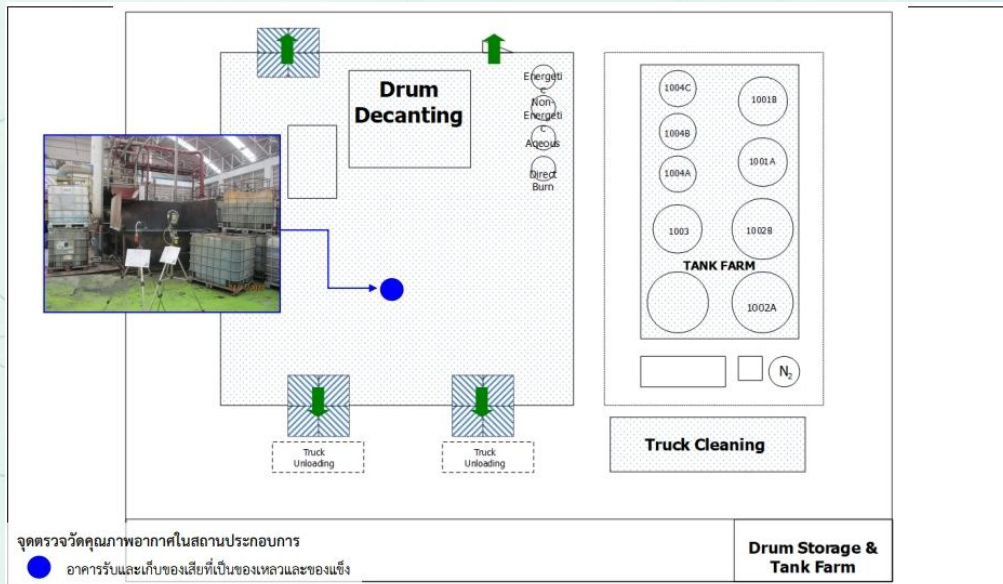 Drum
Decanting
Energetic
Non-
Energetic
Aqeous
Direct
Burn
1004C
1001B
1004B
1001A
1004A
1003
1002B
TANK FARM
1002A
N2
Truck
Unloading
Truck
Unloading
Truck Cleaning
จุดตรวจวัดคุณภาพอากาศในสถานประกอบการ
อาคารรับและเก็บของเสียที่เป็นของเหลวและของแข็ง
Drum Storage &
Tank Farm